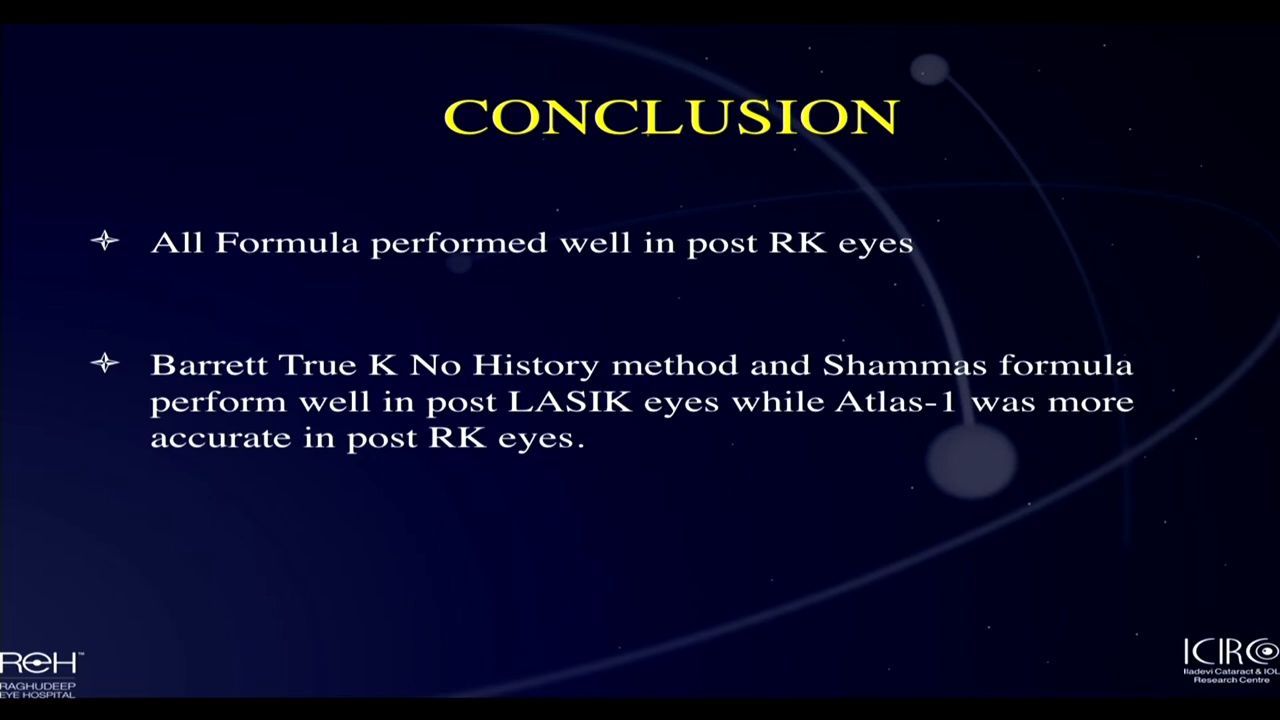 CONCLUSION
All Formula performed well in post RK eyes
Barrett True K No History method and Shammas formula
perform well in post LASIK eyes while Atlas-1 was more
accurate in post RK eyes.
REH™
RAGHUDEEP
EYE HOSPITAL
ICIRC
Iladevi Cataract & IOL
Research Centre